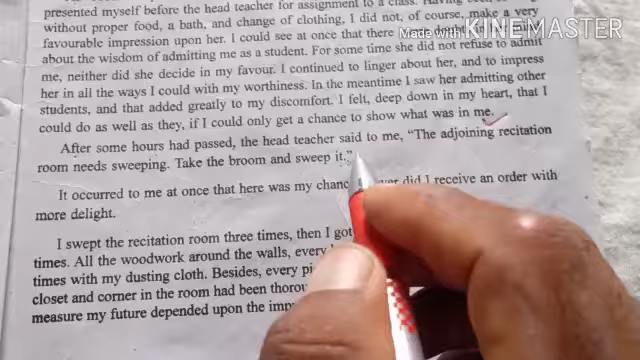 presented myself before the head teacher for assignment to a class. Having
without proper food, a bath, and change of clothing, I did not, of course, make a very
favourable impression upon her. I could see at once that there
about the wisdom of admitting me as a student. For some time she did not refuse to admit
me, neither did she decide in my favour. I continued to linger about her, and to impress
her in all the ways I could with my worthiness. In the meantime I saw her admitting other
students, and that added greatly to my discomfort. I felt, deep down in my heart, that I
could do as well as they, if I could only get a chance to show what was in me.
After some hours had passed, the head teacher said to me, "The adjoining recitation
room needs sweeping. Take the broom and sweep it."
It occurred to me at once that here was my chanc did I receive an order with
more delight.
I swept the recitation room three times, then I got
times. All the woodwork around the walls, every
times with my dusting cloth. Besides, every pi
closet and corner in the room had been thorou
measure my future depended upon the imp
Made with
KINEMASTER